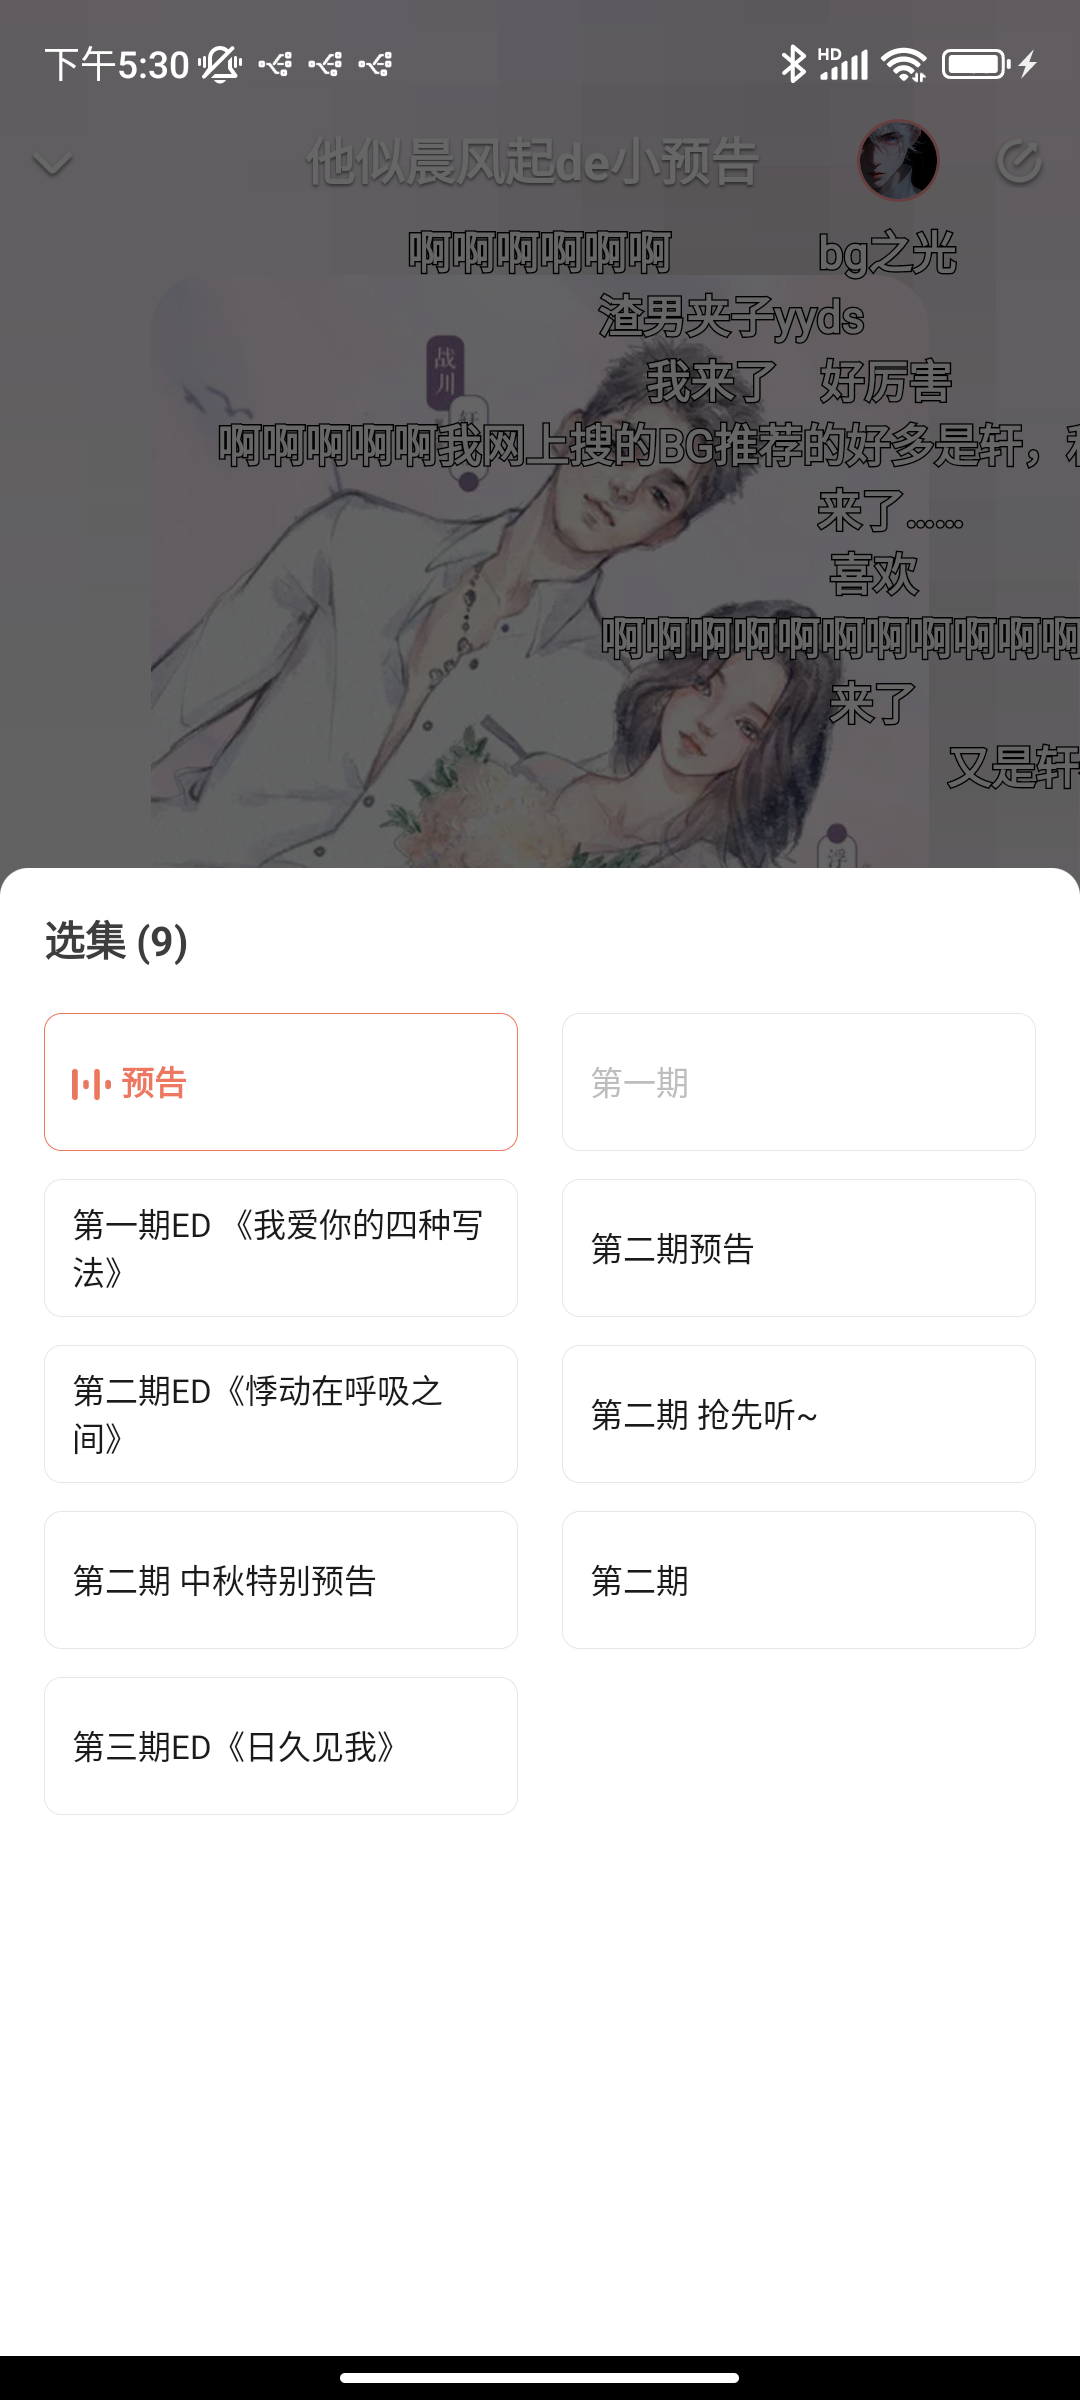 下午5:30
HD
他似晨风起de小预告
啊啊啊啊啊啊 bg之光
渣男夹子yyds
战川
我来了 好厉害
啊啊啊啊啊我网上搜的BG推荐的好多是轩，
来了……
喜欢
啊啊啊啊啊啊啊啊啊啊啊
来了
又是轩
浮
选集 (9)
预告
第一期
第一期ED 《我爱你的四种写
法》
第二期预告
第二期ED《悸动在呼吸之
间》
第二期 抢先听~
第二期 中秋特别预告
第二期
第三期ED《日久见我》